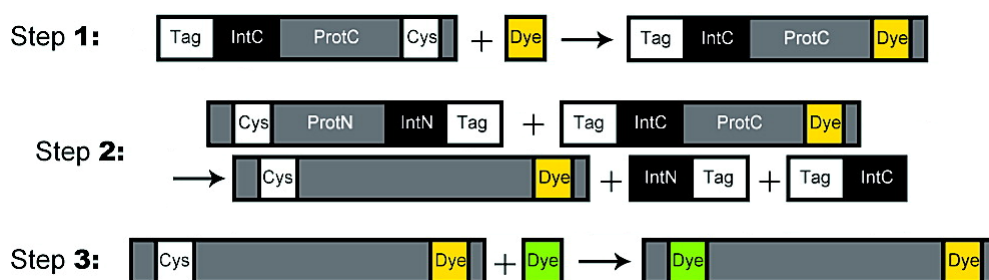 Step 1: Tag IntC ProtC Cys + Dye → Tag IntC ProtC Dye
Cys ProtN IntN Tag + Tag IntC ProtC Dye
Step 2:
→ Cys Dye + IntN Tag + Tag IntC
Step 3: Cys Dye + Dye → Dye Dye